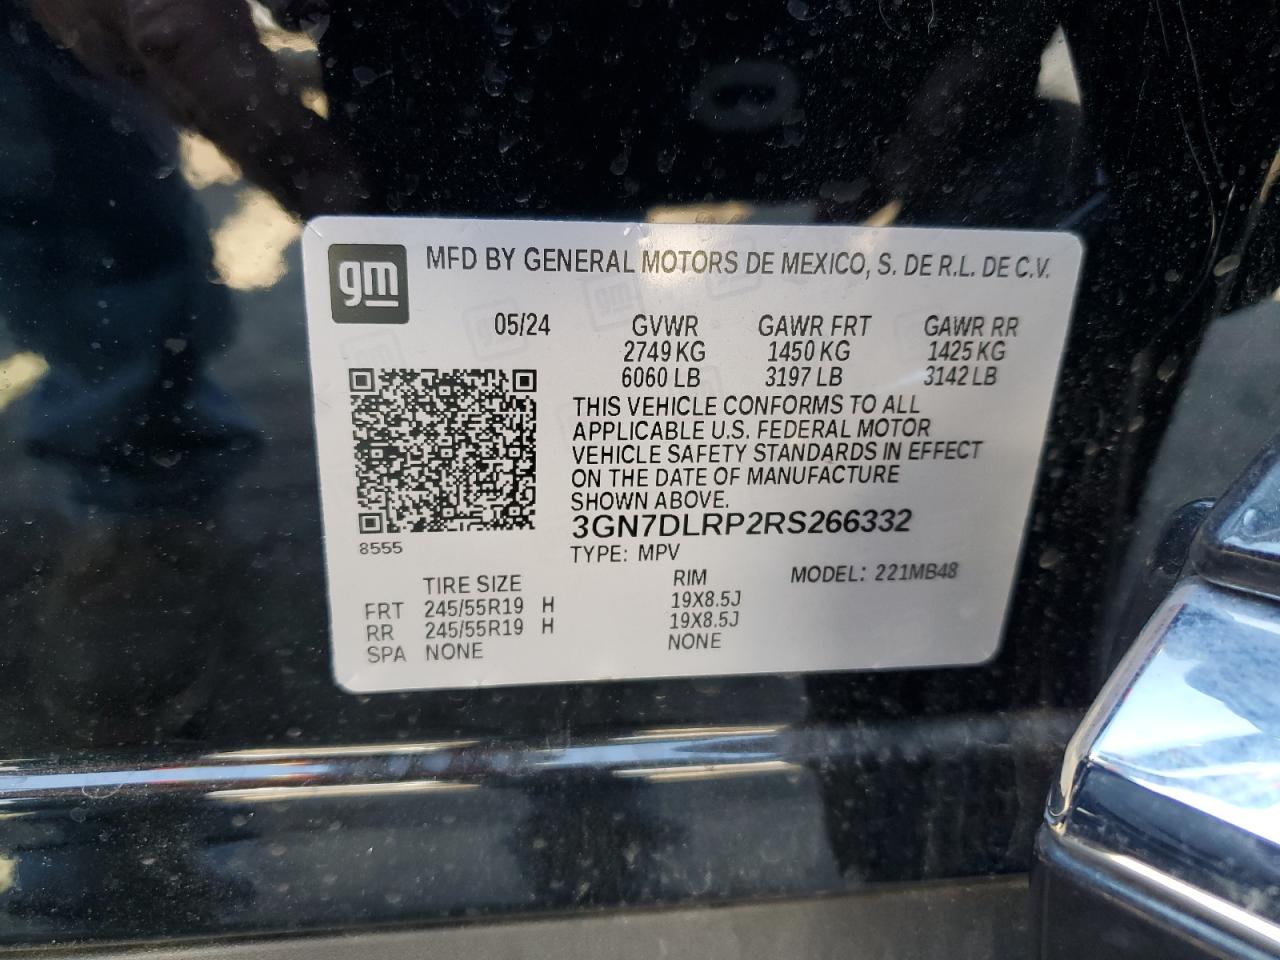 gm
MFD BY GENERAL MOTORS DE MEXICO, S. DE R.L. DE C.V.
05/24 GVWR GAWR FRT GAWR RR
2749 KG 1450 KG 1425 KG
6060 LB 3197 LB 3142 LB
THIS VEHICLE CONFORMS TO ALL
APPLICABLE U.S. FEDERAL MOTOR
VEHICLE SAFETY STANDARDS IN EFFECT
ON THE DATE OF MANUFACTURE
SHOWN ABOVE.
3GN7DLRP2RS266332
8555
TYPE: MPV
TIRE SIZE RIM MODEL: 221MB48
FRT 245/55R19 H 19X8.5J
RR 245/55R19 H 19X8.5J
SPA NONE NONE